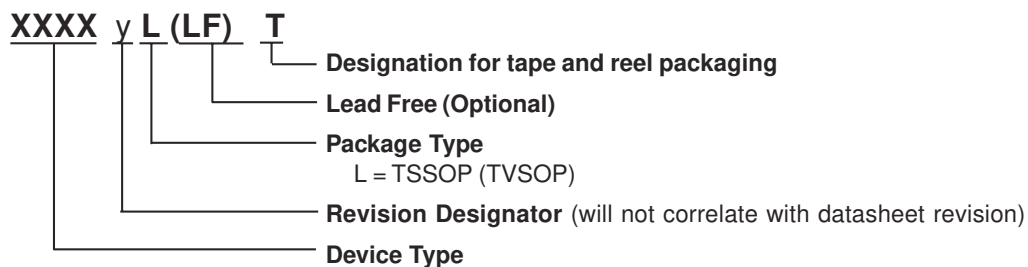 XXXX y L (LF) T
Designation for tape and reel packaging
Lead Free (Optional)
Package Type
L = TSSOP (TVSOP)
Revision Designator (will not correlate with datasheet revision)
Device Type